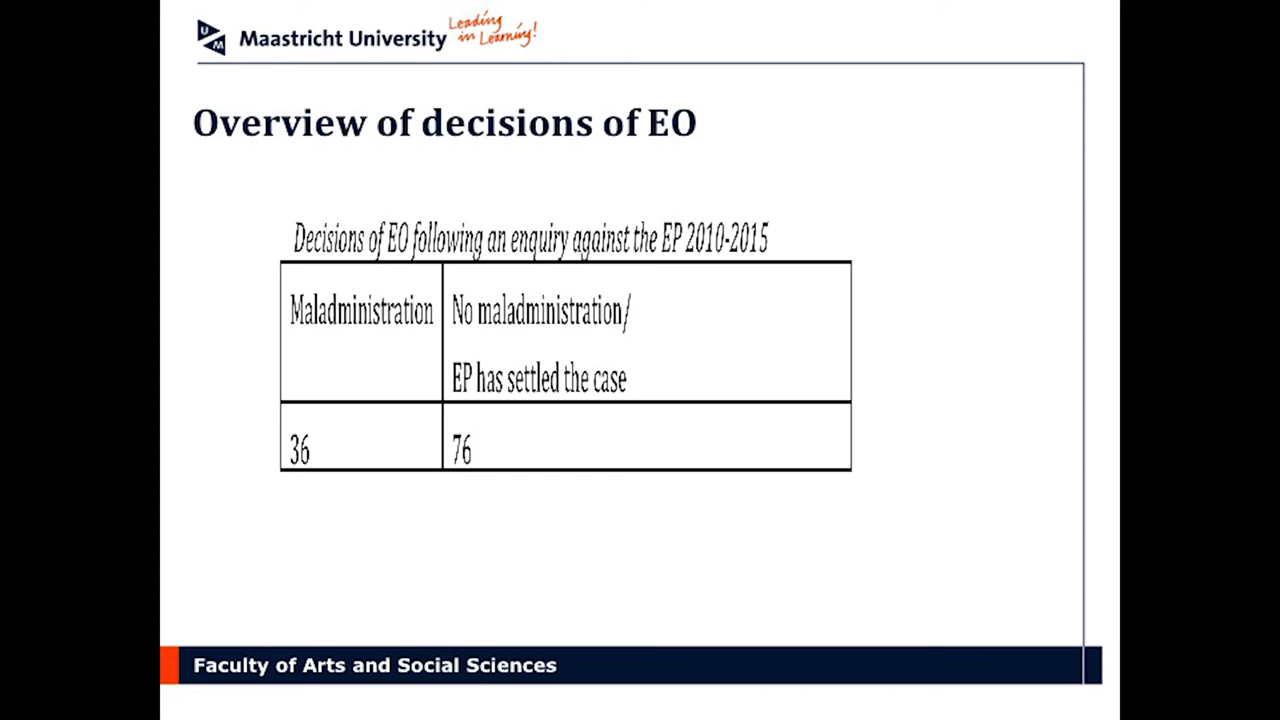 UM
Maastricht University
Leading
in Learning!
Overview of decisions of EO
Decisions of EO following an enquiry against the EP 2010-2015
Maladministration
No maladministration/
EP has settled the case
36
76
Faculty of Arts and Social Sciences